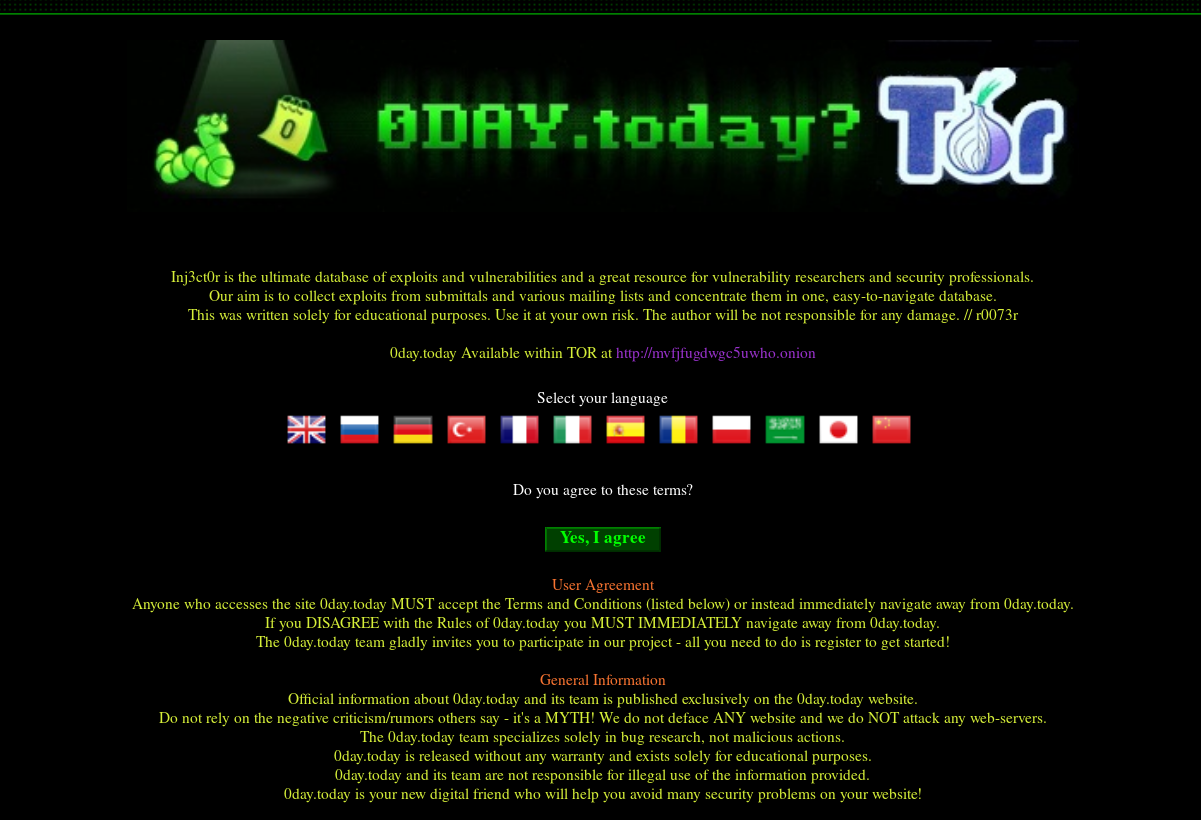 0
0DAY.today?
Tor
Inj3ct0r is the ultimate database of exploits and vulnerabilities and a great resource for vulnerability researchers and security professionals.
Our aim is to collect exploits from submittals and various mailing lists and concentrate them in one, easy-to-navigate database.
This was written solely for educational purposes. Use it at your own risk. The author will be not responsible for any damage. // r0073r
0day.today Available within TOR at http://mvfjfugdwgc5uwho.onion
Select your language
Do you agree to these terms?
Yes, I agree
User Agreement
Anyone who accesses the site 0day.today MUST accept the Terms and Conditions (listed below) or instead immediately navigate away from 0day.today.
If you DISAGREE with the Rules of 0day.today you MUST IMMEDIATELY navigate away from 0day.today.
The 0day.today team gladly invites you to participate in our project - all you need to do is register to get started!
General Information
Official information about 0day.today and its team is published exclusively on the 0day.today website.
Do not rely on the negative criticism/rumors others say - it's a MYTH! We do not deface ANY website and we do NOT attack any web-servers.
The 0day.today team specializes solely in bug research, not malicious actions.
0day.today is released without any warranty and exists solely for educational purposes.
0day.today and its team are not responsible for illegal use of the information provided.
0day.today is your new digital friend who will help you avoid many security problems on your website!